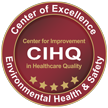 Center of Excellence
Center for Improvement
CIHQ
in Healthcare Quality
Environmental Health & Safety